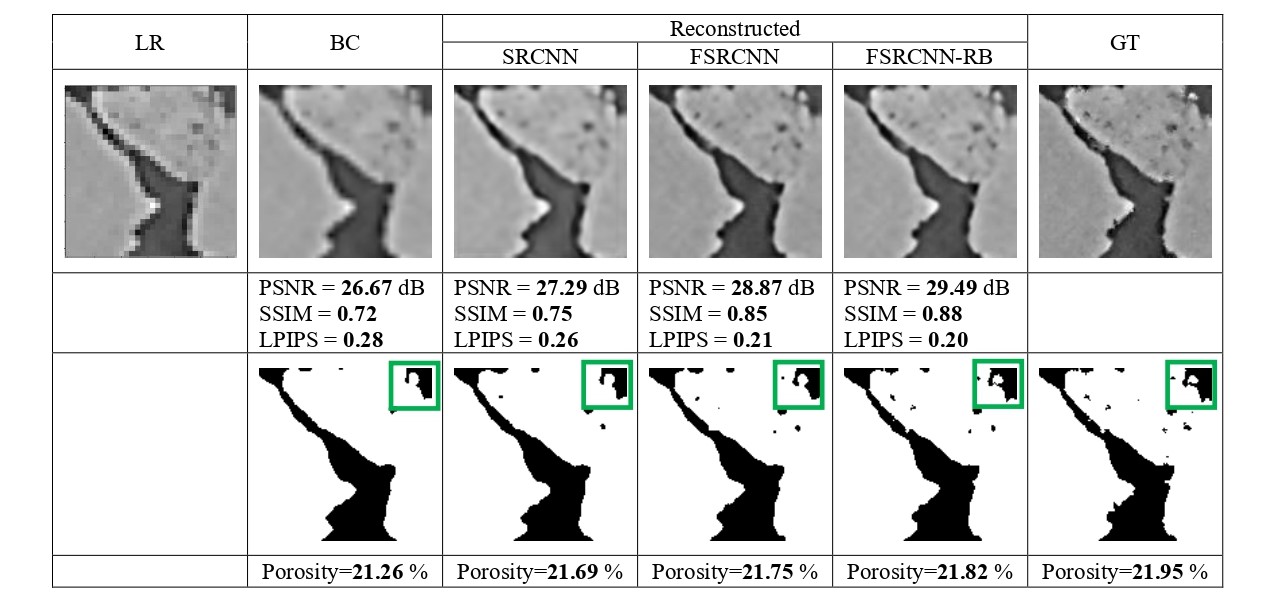 LR
BC
Reconstructed
SRCNN
FSRCNN
FSRCNN-RB
GT
PSNR = 26.67 dB
SSIM = 0.72
LPIPS = 0.28
PSNR = 27.29 dB
SSIM = 0.75
LPIPS = 0.26
PSNR = 28.87 dB
SSIM = 0.85
LPIPS = 0.21
PSNR = 29.49 dB
SSIM = 0.88
LPIPS = 0.20
Porosity=21.26 %
Porosity=21.69 %
Porosity=21.75 %
Porosity=21.82 %
Porosity=21.95 %